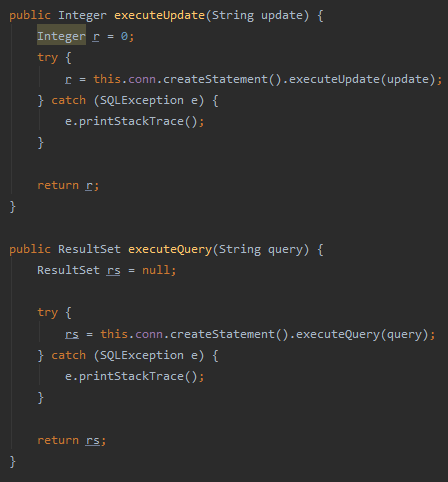 public Integer executeUpdate(String update) {
    Integer r = 0;
    try {
        r = this.conn.createStatement().executeUpdate(update);
    } catch (SQLException e) {
        e.printStackTrace();
    }

    return r;
}

public ResultSet executeQuery(String query) {
    ResultSet rs = null;

    try {
        rs = this.conn.createStatement().executeQuery(query);
    } catch (SQLException e) {
        e.printStackTrace();
    }

    return rs;
}